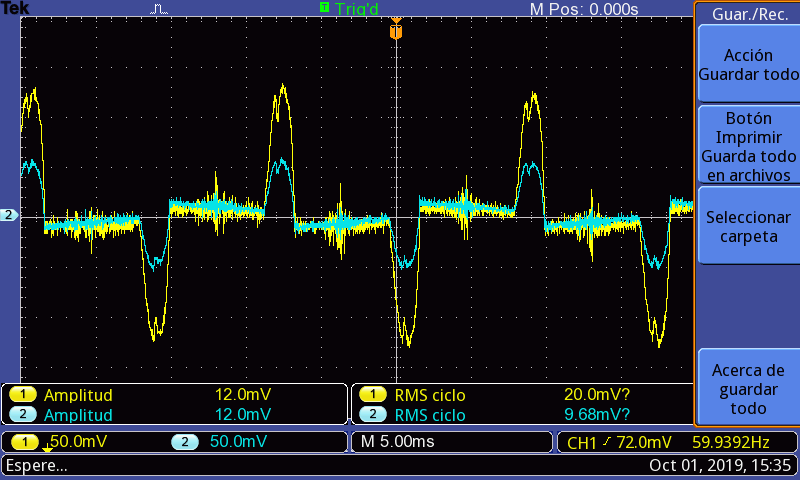 Tek
T Trig'd
M Pos: 0.000s
Guar./Rec.
T
Acción
Guardar todo
Botón
Imprimir
Guarda todo
en archivos
2
Seleccionar
carpeta
Acerca de
guardar
todo
1 Amplitud 12.0mV
2 Amplitud 12.0mV
1 RMS ciclo 20.0mV?
2 RMS ciclo 9.68mV?
1 50.0mV
2 50.0mV
M 5.00ms
CH1 / 72.0mV 59.9392Hz
Espere...
Oct 01, 2019, 15:35